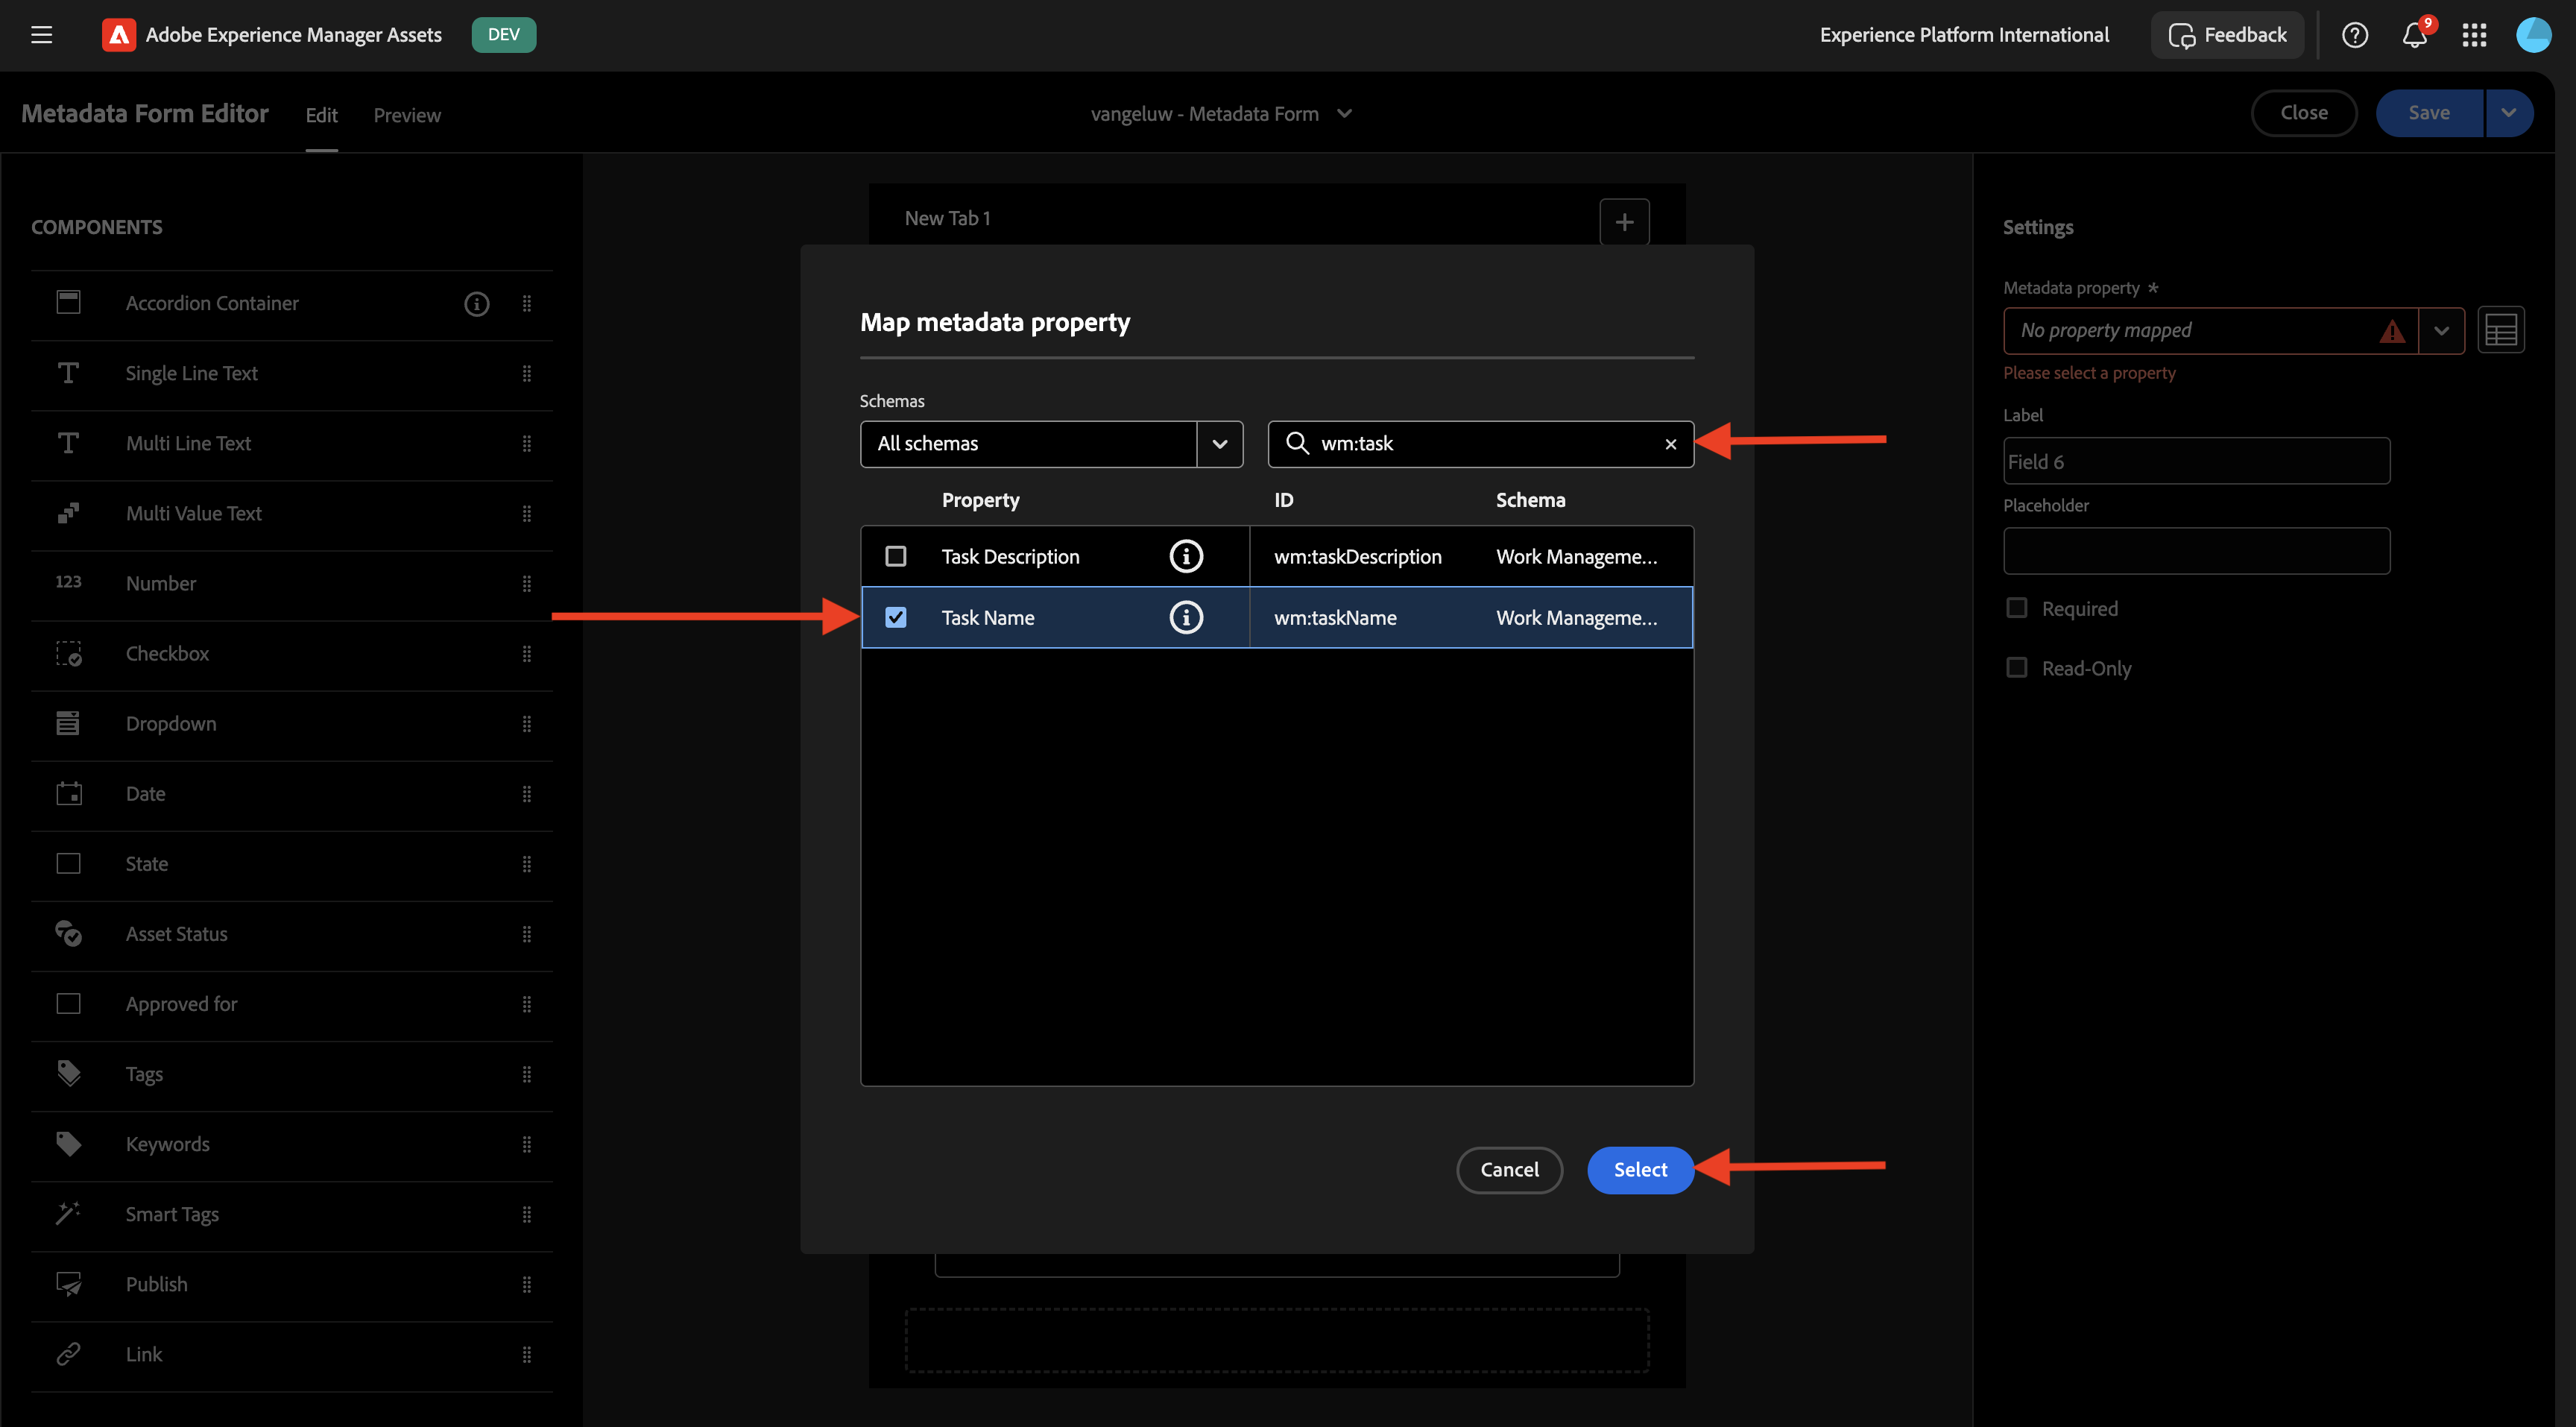 Adobe Experience Manager Assets
DEV
Experience Platform International
Feedback
9
Metadata Form Editor
Edit
Preview
vangeluw - Metadata Form
Close
Save
COMPONENTS
Accordion Container
Single Line Text
Multi Line Text
Multi Value Text
123
Number
Checkbox
Dropdown
Date
State
Asset Status
Approved for
Tags
Keywords
Smart Tags
Publish
Link
New Tab 1
Map metadata property
Schemas
All schemas
wm:task
Property
ID
Schema
Task Description
wm:taskDescription
Work Manageme...
Task Name
wm:taskName
Work Manageme...
Cancel
Select
Settings
Metadata property *
No property mapped
Please select a property
Label
Field 6
Placeholder
Required
Read-Only